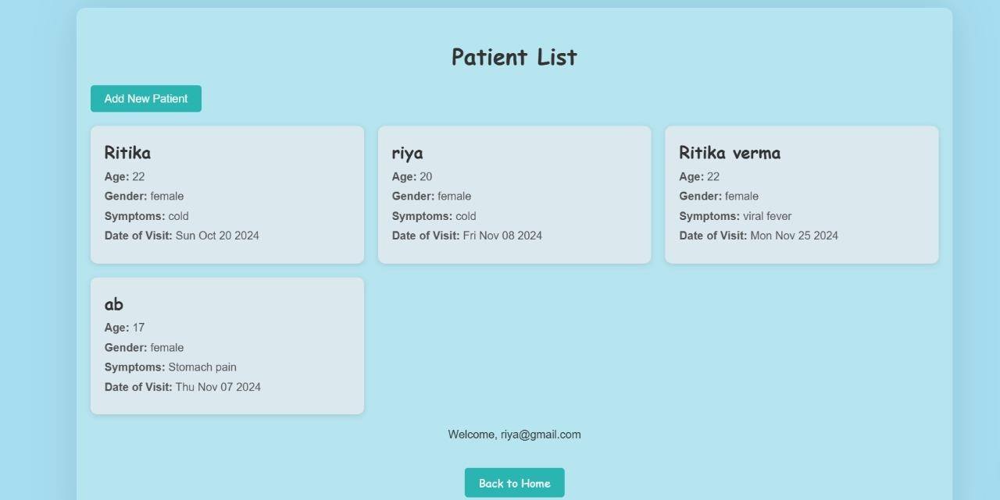 Patient List
Add New Patient
Ritika
Age: 22
Gender: female
Symptoms: cold
Date of Visit: Sun Oct 20 2024
riya
Age: 20
Gender: female
Symptoms: cold
Date of Visit: Fri Nov 08 2024
Ritika verma
Age: 22
Gender: female
Symptoms: viral fever
Date of Visit: Mon Nov 25 2024
ab
Age: 17
Gender: female
Symptoms: Stomach pain
Date of Visit: Thu Nov 07 2024
Welcome, riya@gmail.com
Back to Home